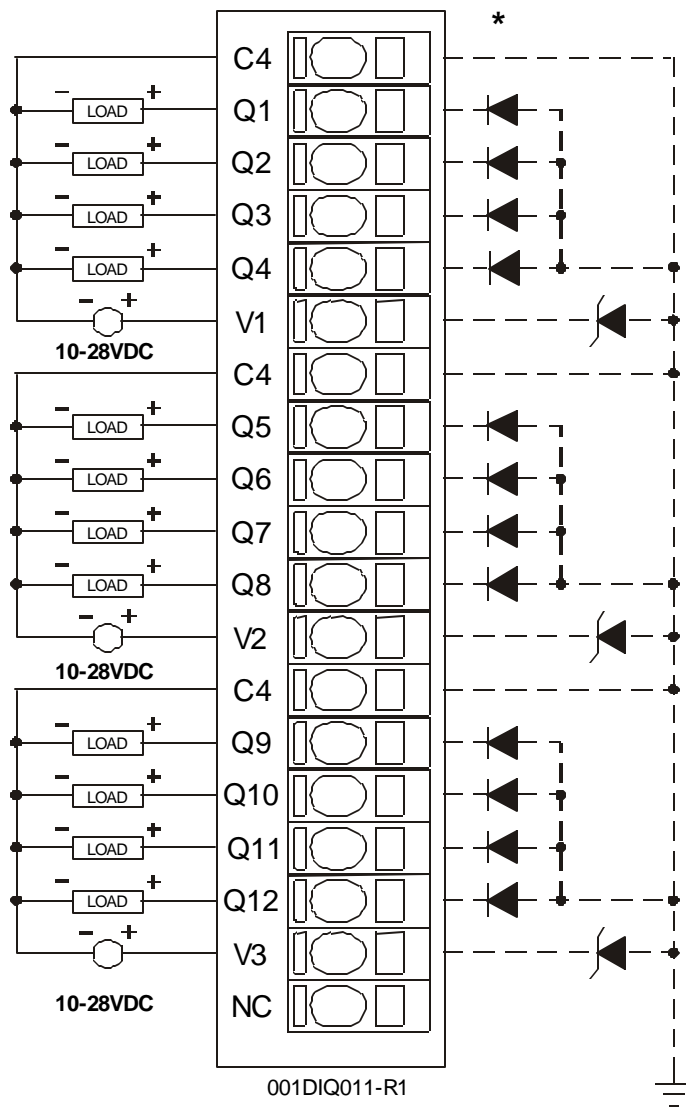 *
C4
- LOAD + Q1
- LOAD + Q2
- LOAD + Q3
- LOAD + Q4
- + V1
10-28VDC
C4
- LOAD + Q5
- LOAD + Q6
- LOAD + Q7
- LOAD + Q8
- + V2
10-28VDC
C4
- LOAD + Q9
- LOAD + Q10
- LOAD + Q11
- LOAD + Q12
- + V3
10-28VDC
NC
001DIQ011-R1